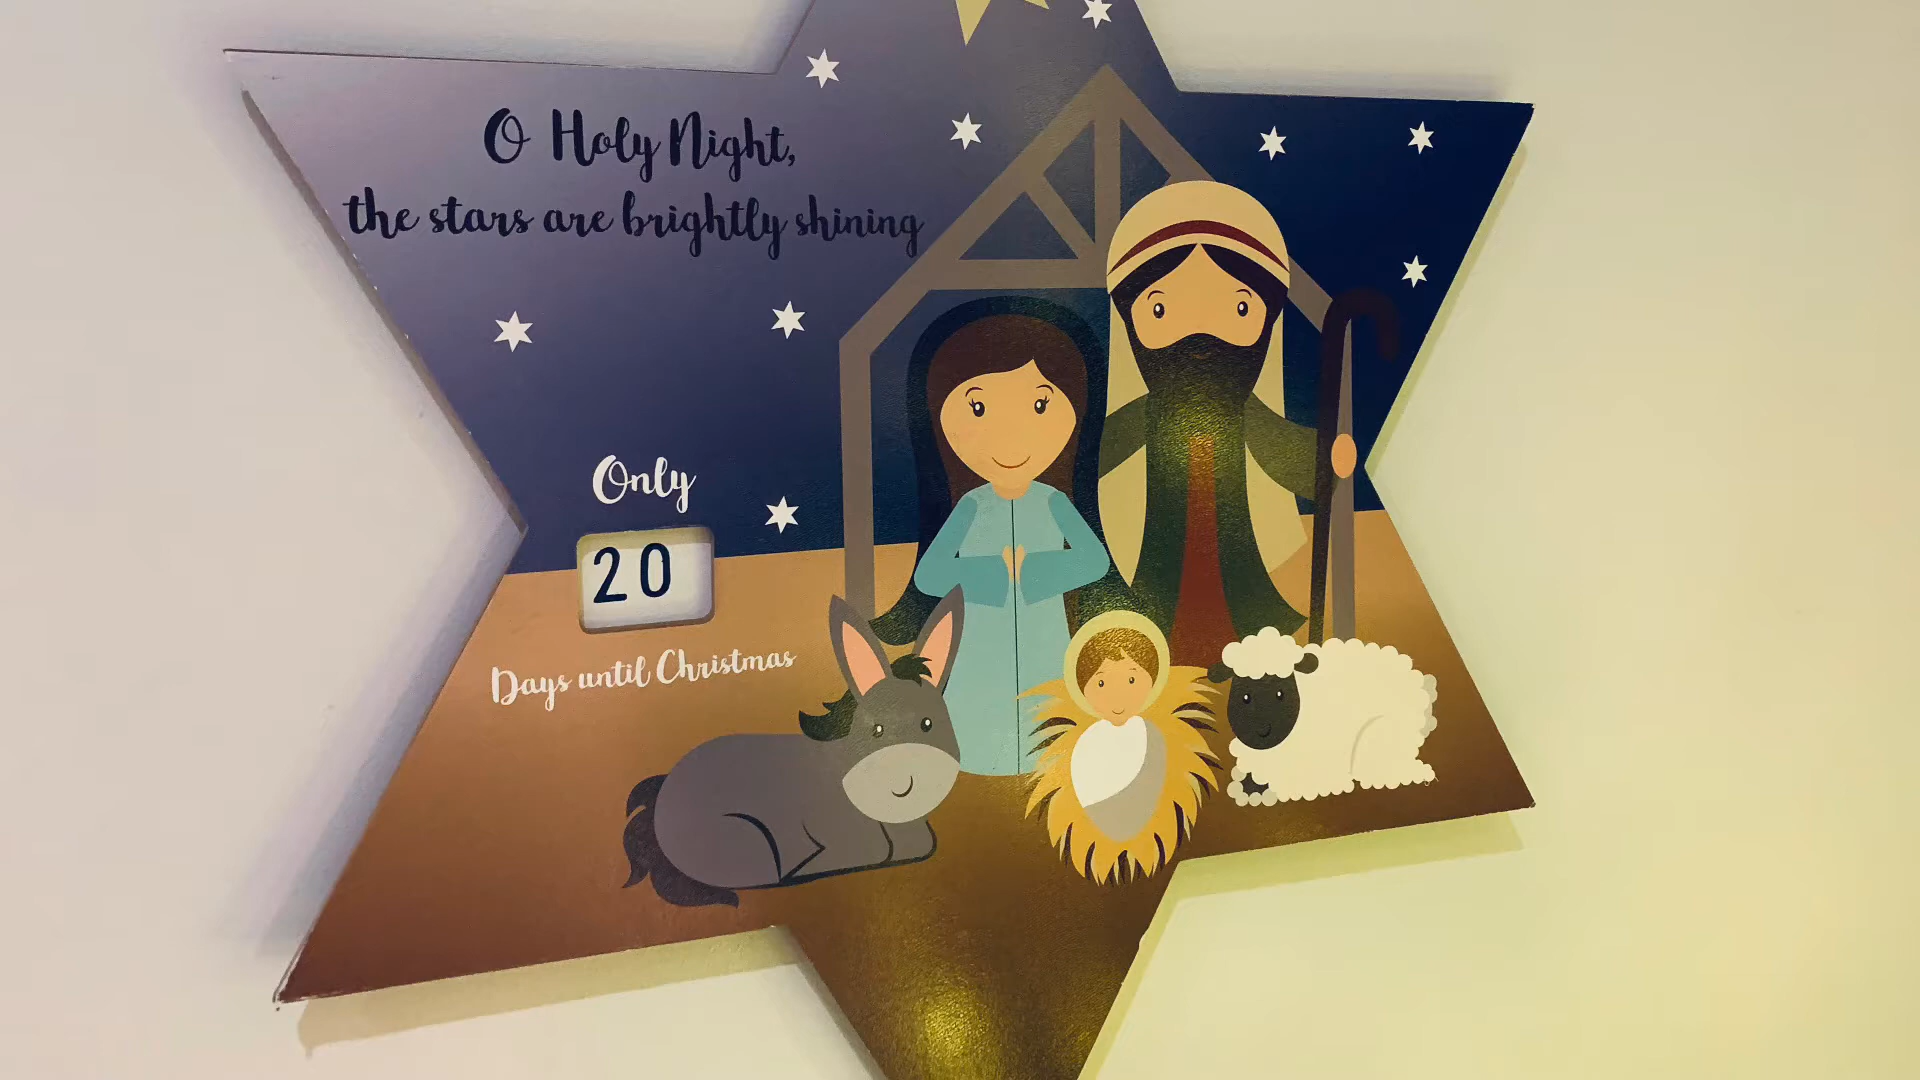 O Holy Night,
the stars are brightly shining
Only
20
Days until Christmas